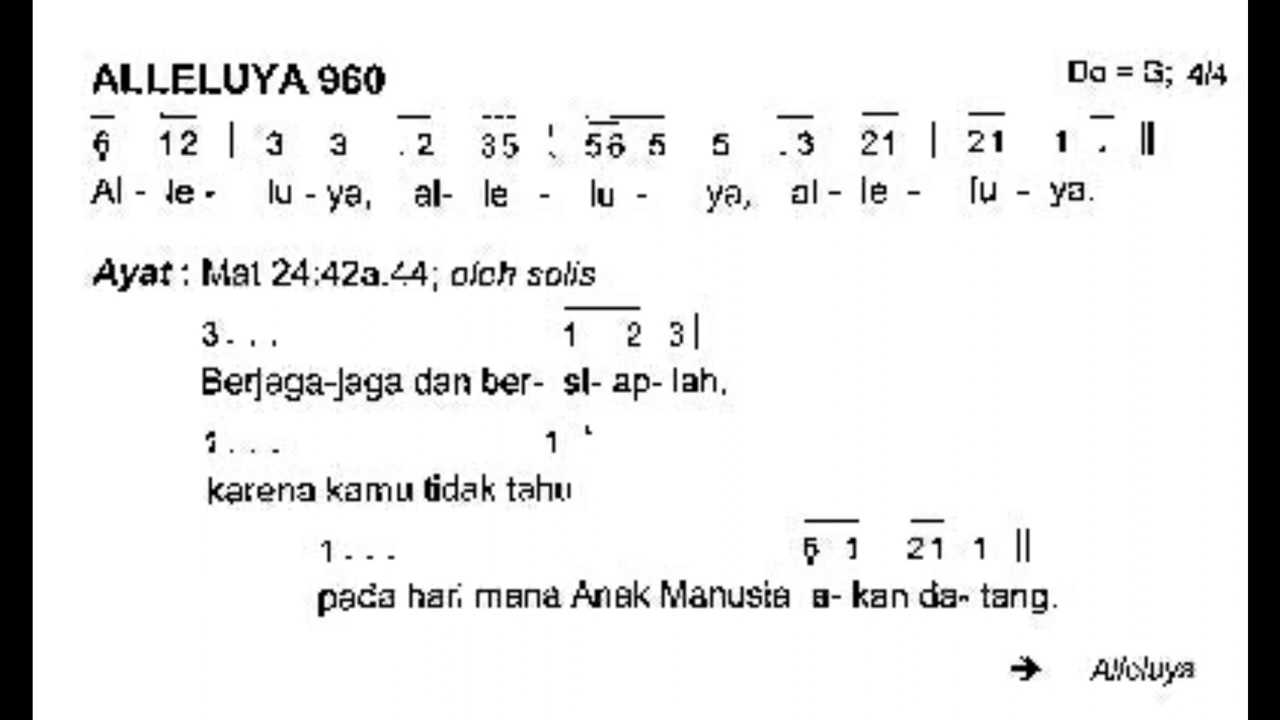 ALLELUYA 960 Do = G; 4/4
6̣ 12 | 3 3 .2 35 ¦ 56 5 5 .3 21 | 21 1 . ||
Al - le - lu - ya, al- le - lu - ya, al - le - lu - ya.
Ayat : Mat 24:42a.44; oleh solis
3 . . . 1 2 3 |
Berjaga-jaga dan ber- si- ap- lah,
1 . . . 1 '
karena kamu tidak tahu
1 . . . 6̣ 1 21 1 ||
pada hari mana Anak Manusia a- kan da- tang.
➔ Alleluya